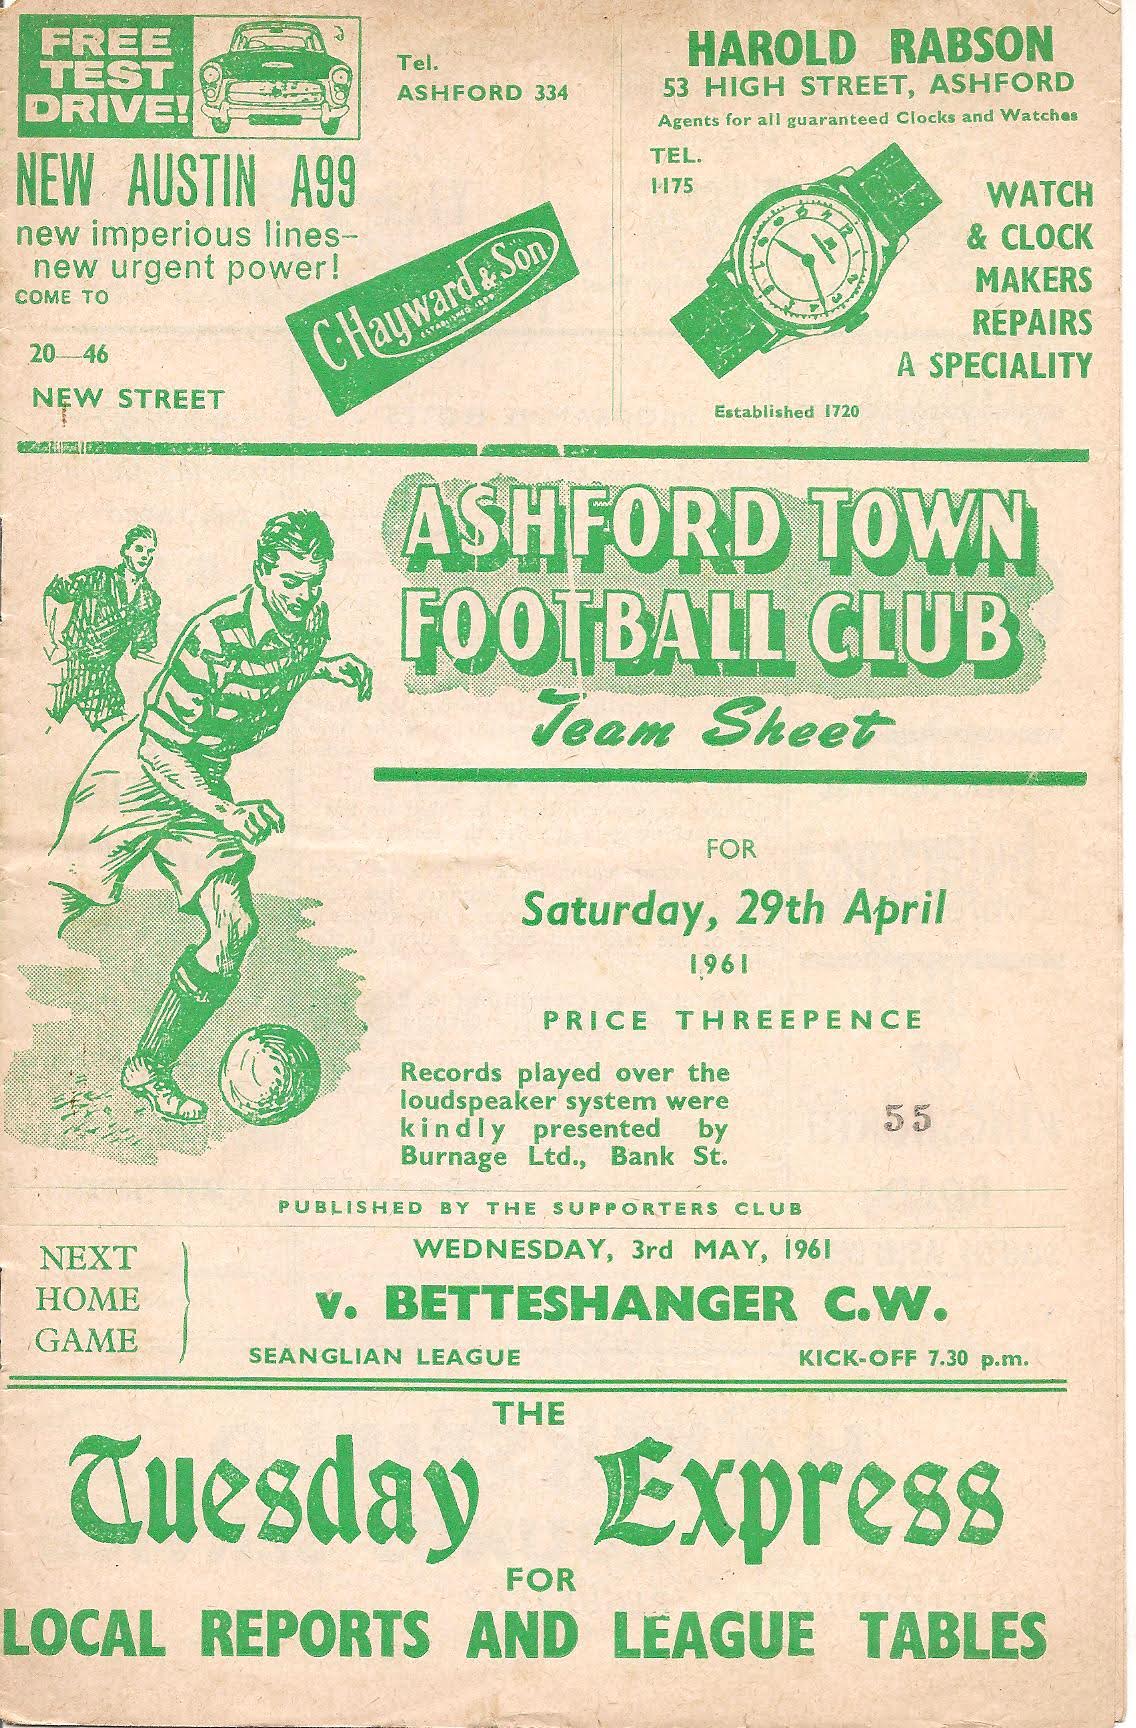 FREE
TEST
DRIVE!
NEW AUSTIN A99
new imperious lines-
new urgent power!
COME TO
20—46
NEW STREET
Tel.
ASHFORD 334
C. Hayward & Son
HAROLD RABSON
53 HIGH STREET, ASHFORD
Agents for all guaranteed Clocks and Watches
TEL.
1175
WATCH
& CLOCK
MAKERS
REPAIRS
A SPECIALITY
Established 1720
ASHFORD TOWN
FOOTBALL CLUB
Team Sheet
FOR
Saturday, 29th April
1961
PRICE THREEPENCE
Records played over the
loudspeaker system were
kindly presented by
Burnage Ltd., Bank St.
55
PUBLISHED BY THE SUPPORTERS CLUB
NEXT
HOME
GAME
WEDNESDAY, 3rd MAY, 1961
v. BETTESHANGER C.W.
SEANGLIAN LEAGUE KICK-OFF 7.30 p.m.
THE
Tuesday Express
FOR
LOCAL REPORTS AND LEAGUE TABLES